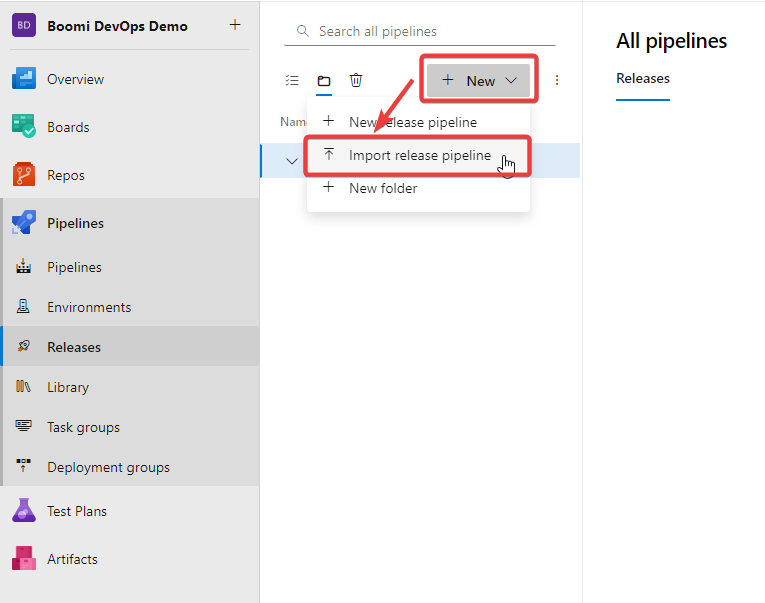 BD Boomi DevOps Demo
Overview
Boards
Repos
Pipelines
Pipelines
Environments
Releases
Library
Task groups
Deployment groups
Test Plans
Artifacts
Search all pipelines
New
Name
New release pipeline
Import release pipeline
New folder
All pipelines
Releases